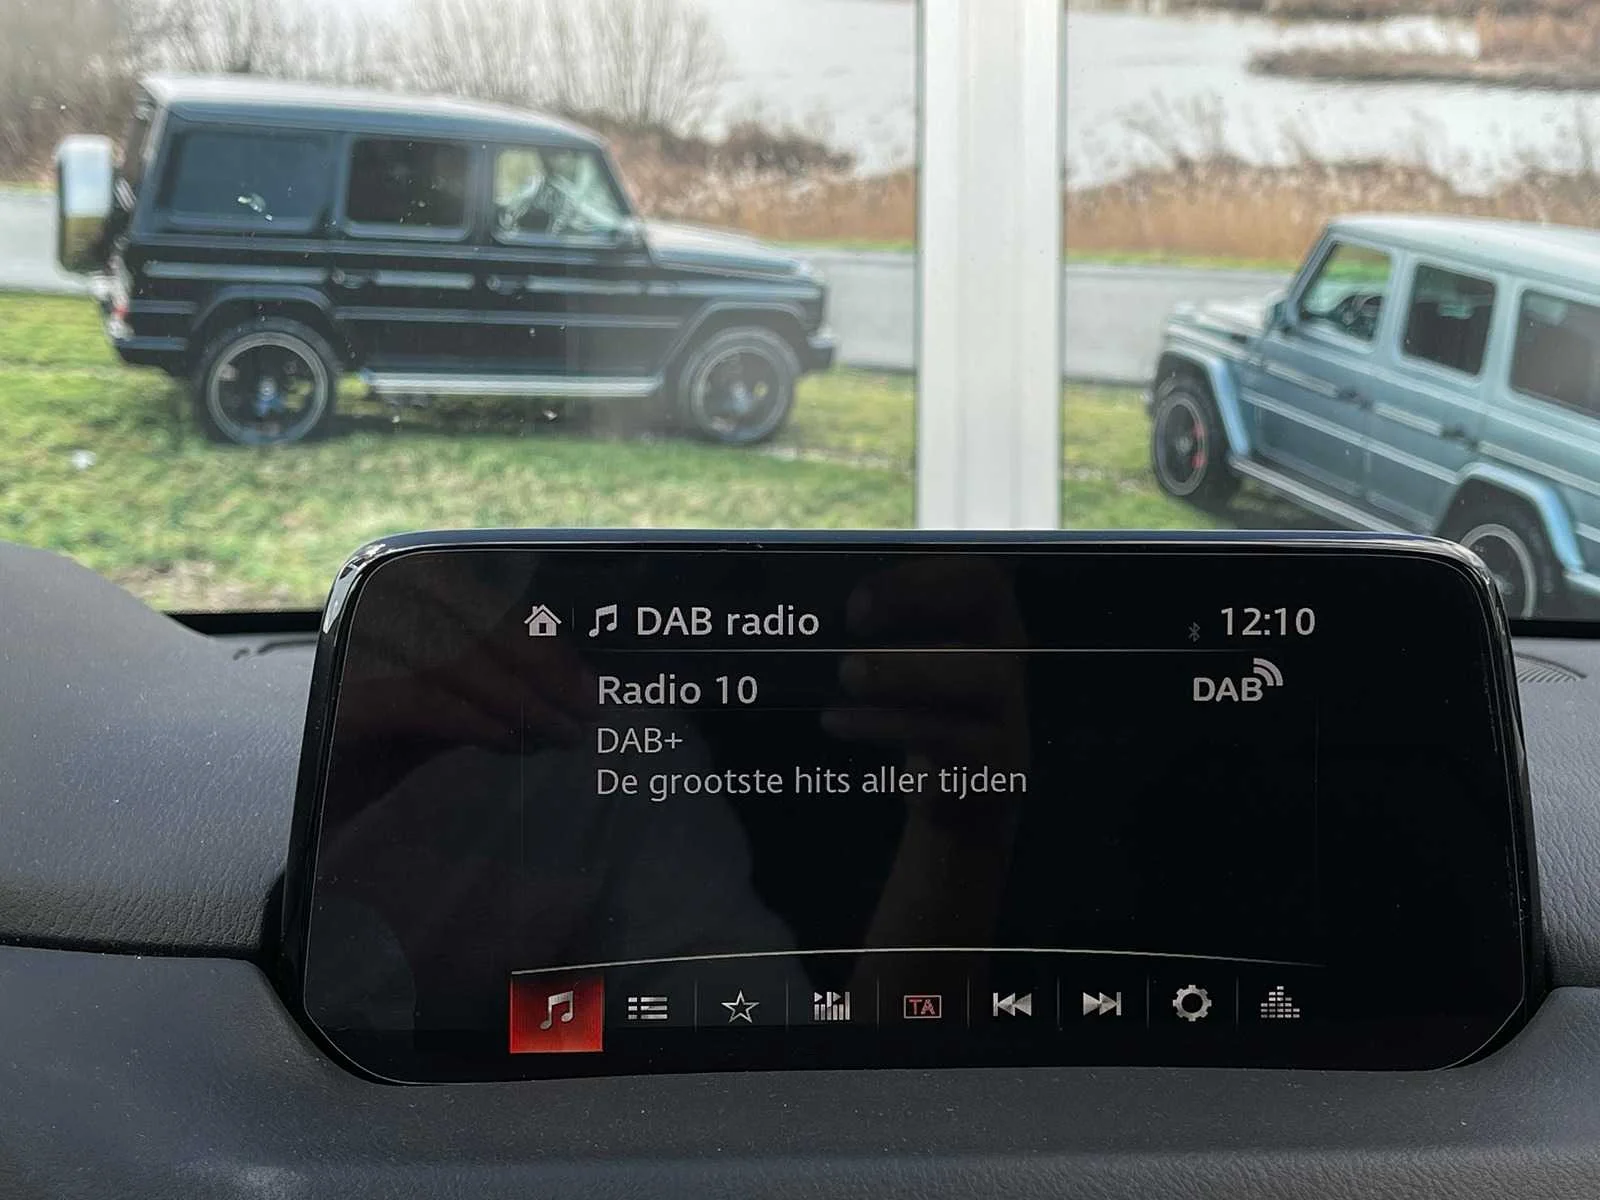 DAB radio 12:10
Radio 10 DAB
DAB+
De grootste hits aller tijden
TA